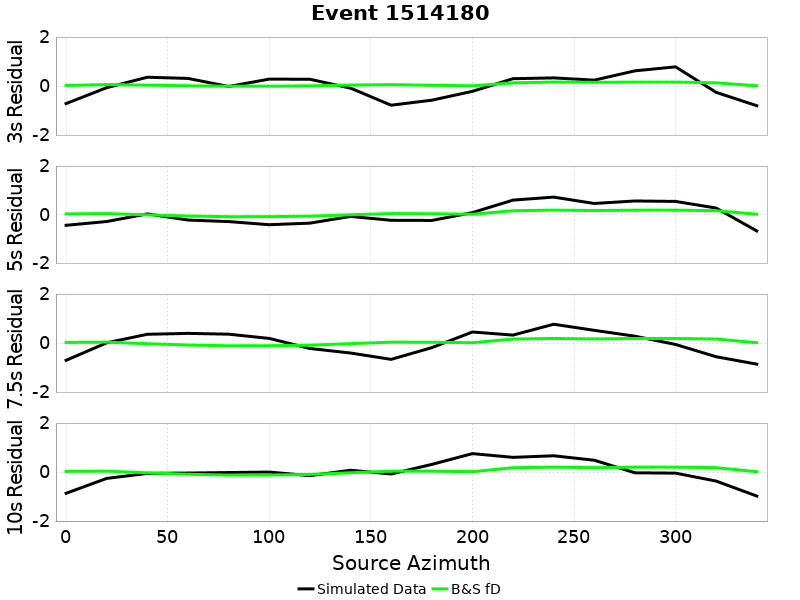 Event 1514180
3s Residual
2
0
-2
5s Residual
2
0
-2
7.5s Residual
2
0
-2
10s Residual
2
0
-2
0 50 100 150 200 250 300
Source Azimuth
Simulated Data B&S fD